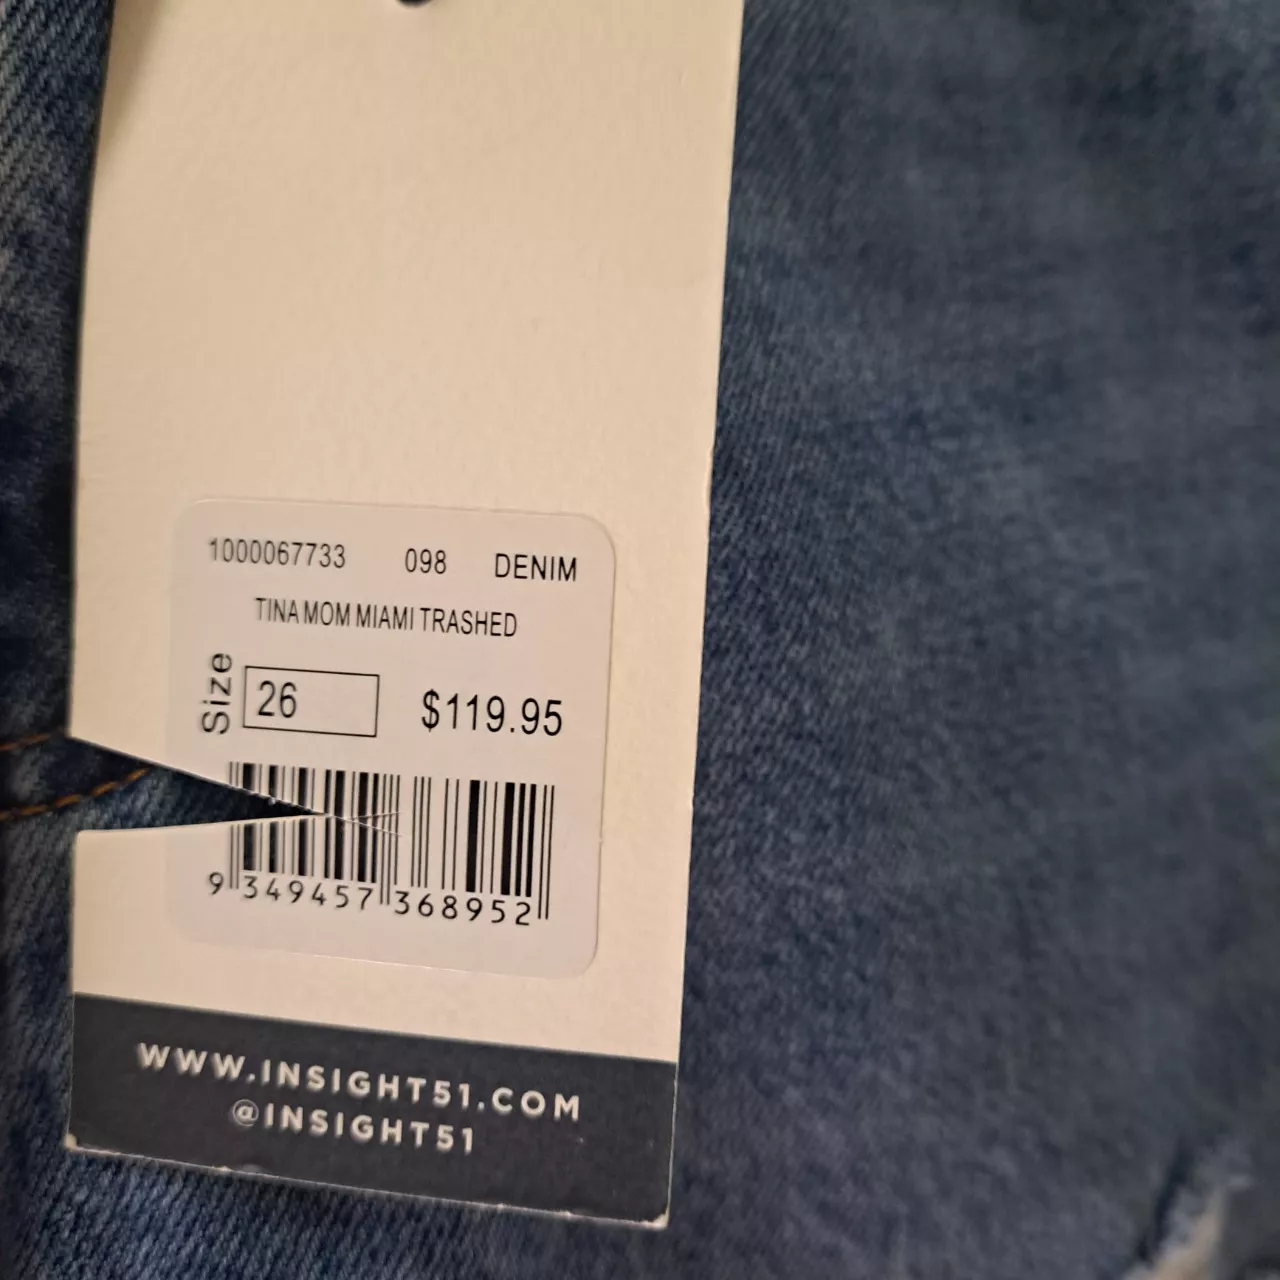 1000067733 098 DENIM
TINA MOM MIAMI TRASHED
Size 26 $119.95
9 349457 368952
WWW.INSIGHT51.COM
@INSIGHT51